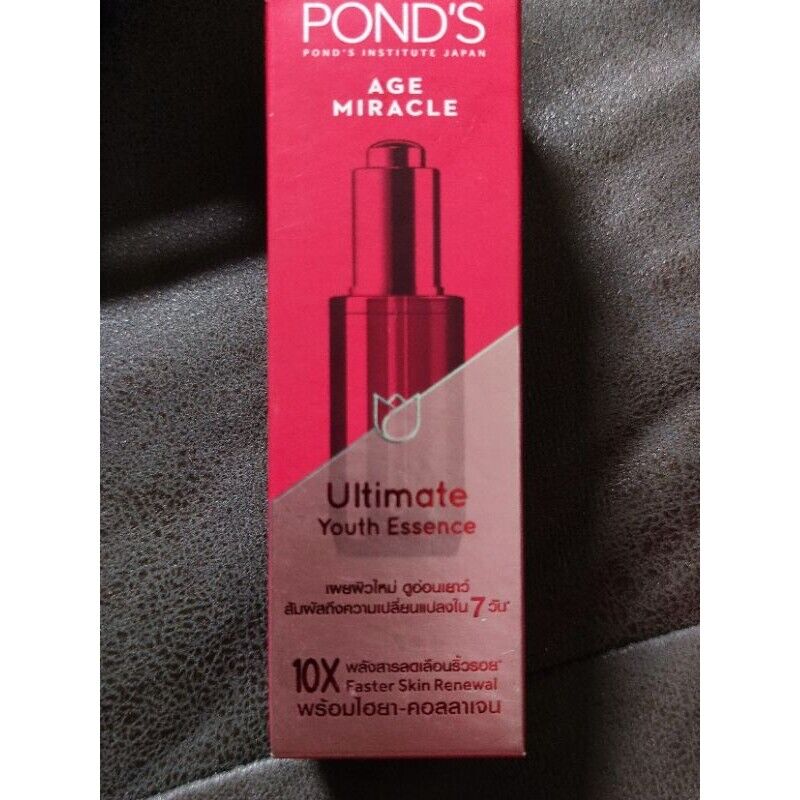 POND'S
POND'S INSTITUTE JAPAN
AGE
MIRACLE
Ultimate
Youth Essence
เผยผิวใหม่ ดูอ่อนเยาว์
สัมผัสถึงความเปลี่ยนแปลงใน 7 วัน*
10X พลังสารลดเลือนริ้วรอย*
Faster Skin Renewal
พร้อมไฮยา-คอลลาเจน